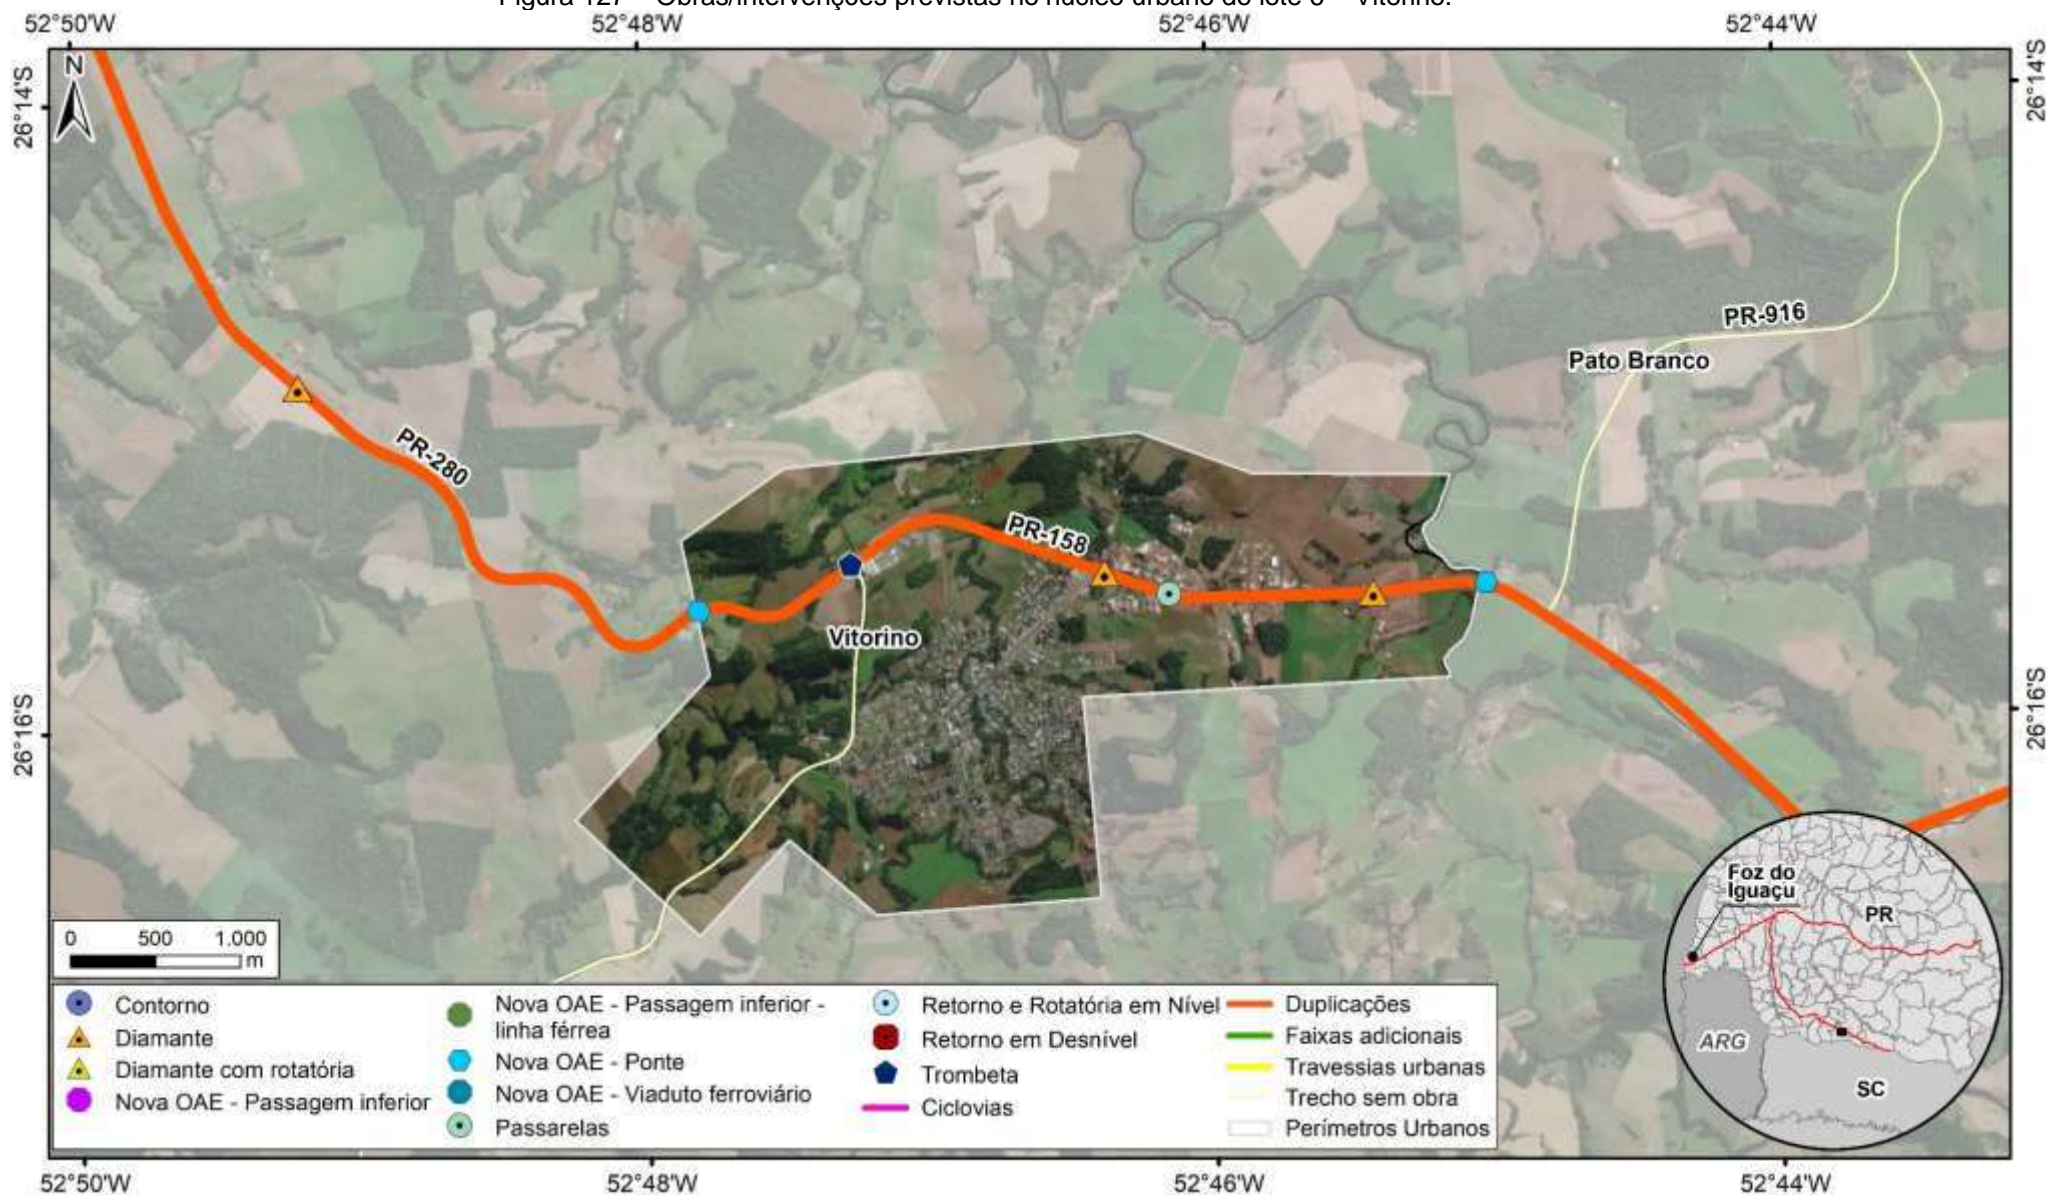 52°50'W 52°48'W 52°46'W 52°44'W
N
26°14'S 26°14'S
PR-916
Pato Branco
PR-280
PR-158
Vitorino
26°16'S 26°16'S
Foz do
Iguaçu
PR
ARG
SC
0 500 1.000
m
Contorno
Diamante
Diamante com rotatória
Nova OAE - Passagem inferior
Nova OAE - Passagem inferior -
linha férrea
Nova OAE - Ponte
Nova OAE - Viaduto ferroviário
Passarelas
Retorno e Rotatória em Nível
Retorno em Desnível
Trombeta
Ciclovias
Duplicações
Faixas adicionais
Travessias urbanas
Trecho sem obra
Perímetros Urbanos
52°50'W 52°48'W 52°46'W 52°44'W